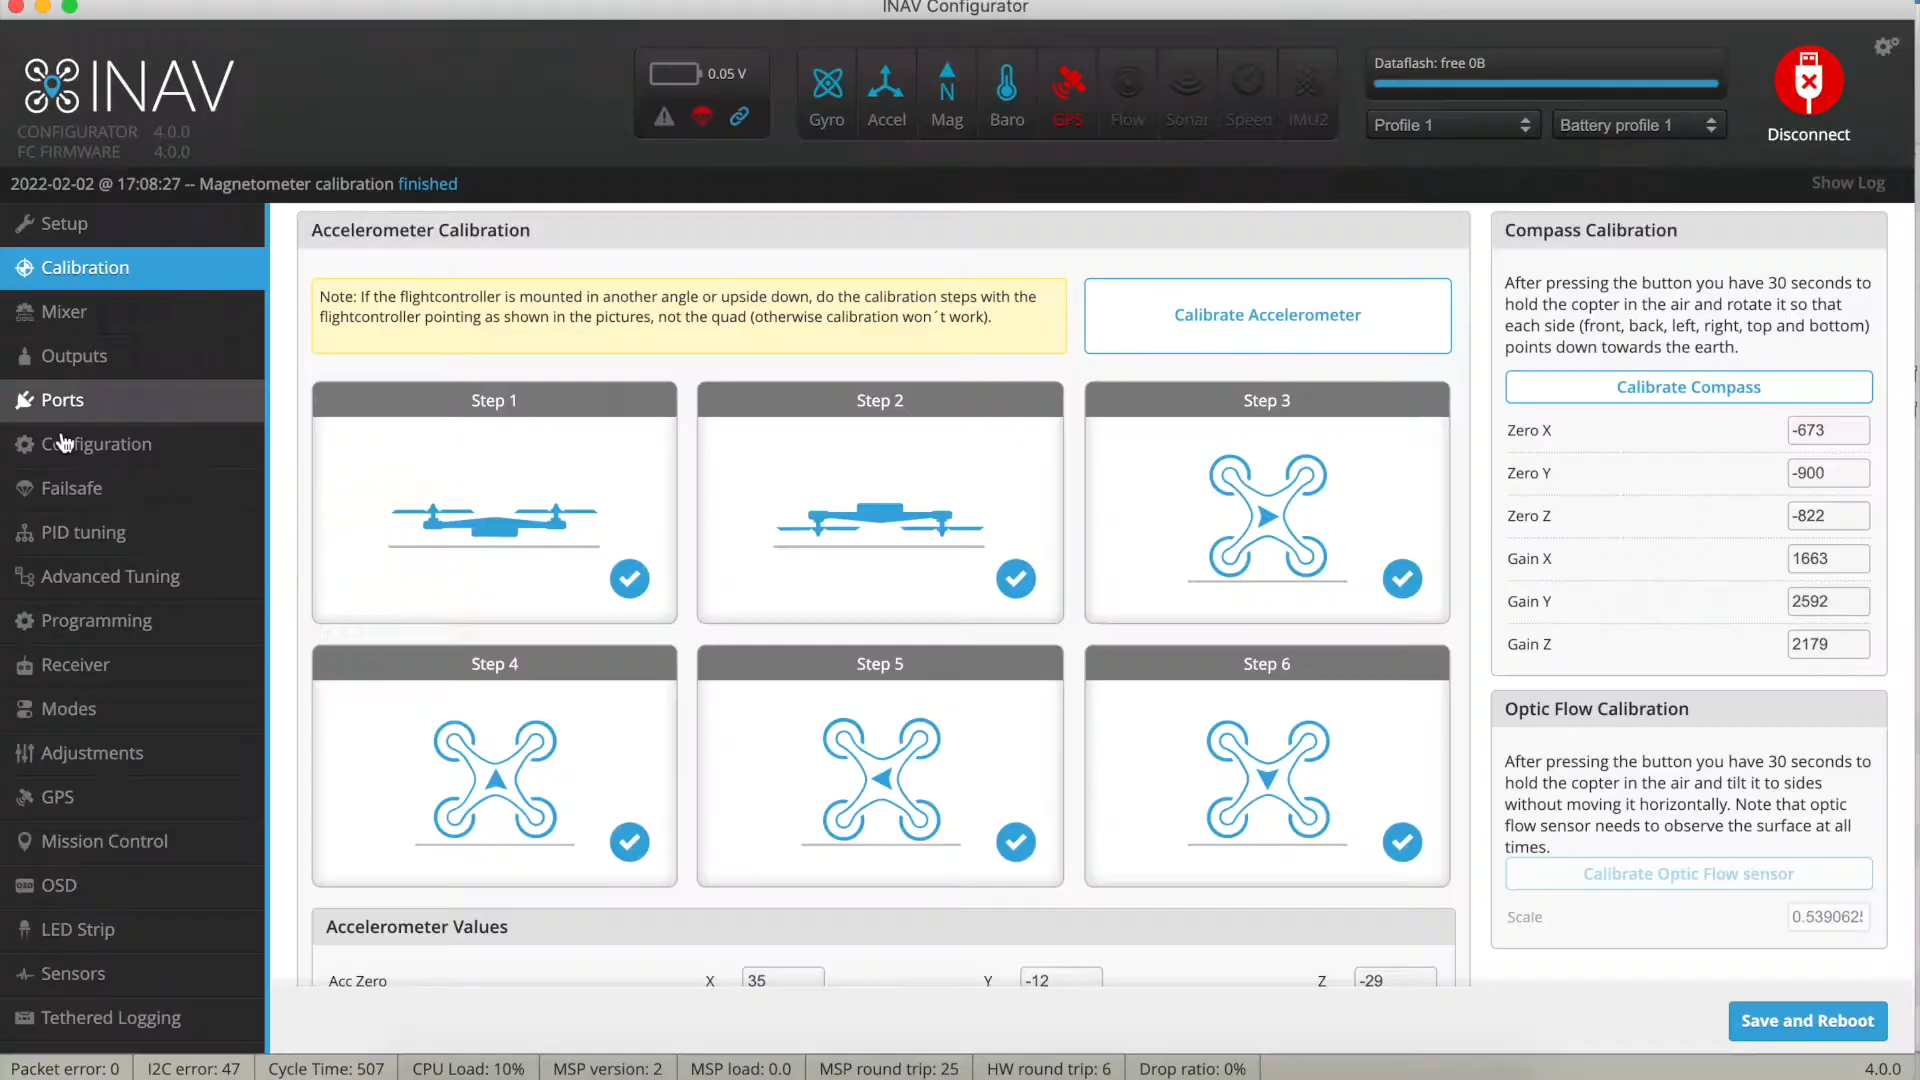 INAV Configurator
INAV
CONFIGURATOR 4.0.0
FC FIRMWARE 4.0.0
0.05 V
N
Gyro Accel Mag Baro GPS Flow Sonar Speed IMU2
Dataflash: free 0B
Profile 1
Battery profile 1
Disconnect
2022-02-02 @ 17:08:27 -- Magnetometer calibration finished
Show Log
Setup
Calibration
Mixer
Outputs
Ports
Configuration
Failsafe
PID tuning
Advanced Tuning
Programming
Receiver
Modes
Adjustments
GPS
Mission Control
OSD
LED Strip
Sensors
Tethered Logging
Accelerometer Calibration
Note: If the flightcontroller is mounted in another angle or upside down, do the calibration steps with the
flightcontroller pointing as shown in the pictures, not the quad (otherwise calibration won´t work).
Calibrate Accelerometer
Step 1
Step 2
Step 3
Step 4
Step 5
Step 6
Accelerometer Values
Acc Zero X 35 Y -12 Z -29
Compass Calibration
After pressing the button you have 30 seconds to
hold the copter in the air and rotate it so that
each side (front, back, left, right, top and bottom)
points down towards the earth.
Calibrate Compass
Zero X -673
Zero Y -900
Zero Z -822
Gain X 1663
Gain Y 2592
Gain Z 2179
Optic Flow Calibration
After pressing the button you have 30 seconds to
hold the copter in the air and tilt it to sides
without moving it horizontally. Note that optic
flow sensor needs to observe the surface at all
times.
Calibrate Optic Flow sensor
Scale 0.539062
Save and Reboot
Packet error: 0 I2C error: 47 Cycle Time: 507 CPU Load: 10% MSP version: 2 MSP load: 0.0 MSP round trip: 25 HW round trip: 6 Drop ratio: 0% 4.0.0